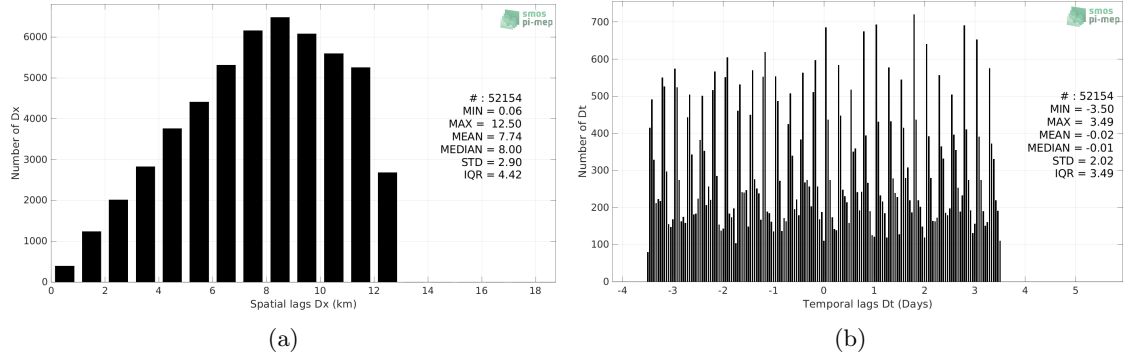 smos
pi-mep
6000
5000
4000
3000
2000
1000
0
Number of Dx
# : 52154
MIN = 0.06
MAX = 12.50
MEAN = 7.74
MEDIAN = 8.00
STD = 2.90
IQR = 4.42
0 2 4 6 8 10 12 14 16 18
Spatial lags Dx (km)
(a)
smos
pi-mep
700
600
500
400
300
200
100
0
Number of Dt
# : 52154
MIN = -3.50
MAX = 3.49
MEAN = -0.02
MEDIAN = -0.01
STD = 2.02
IQR = 3.49
-4 -3 -2 -1 0 1 2 3 4 5
Temporal lags Dt (Days)
(b)